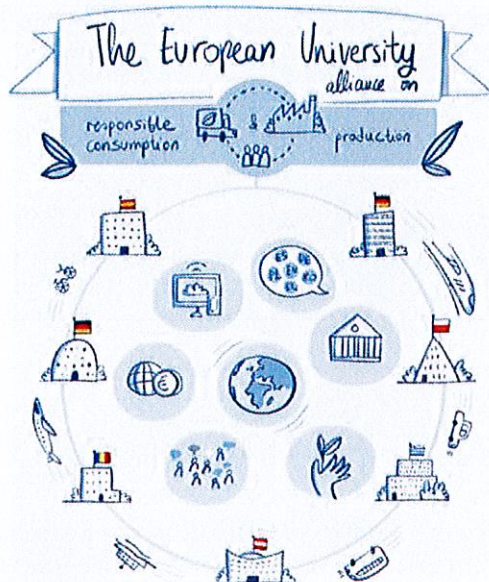 The European University
alliance on
responsible & production
consumption